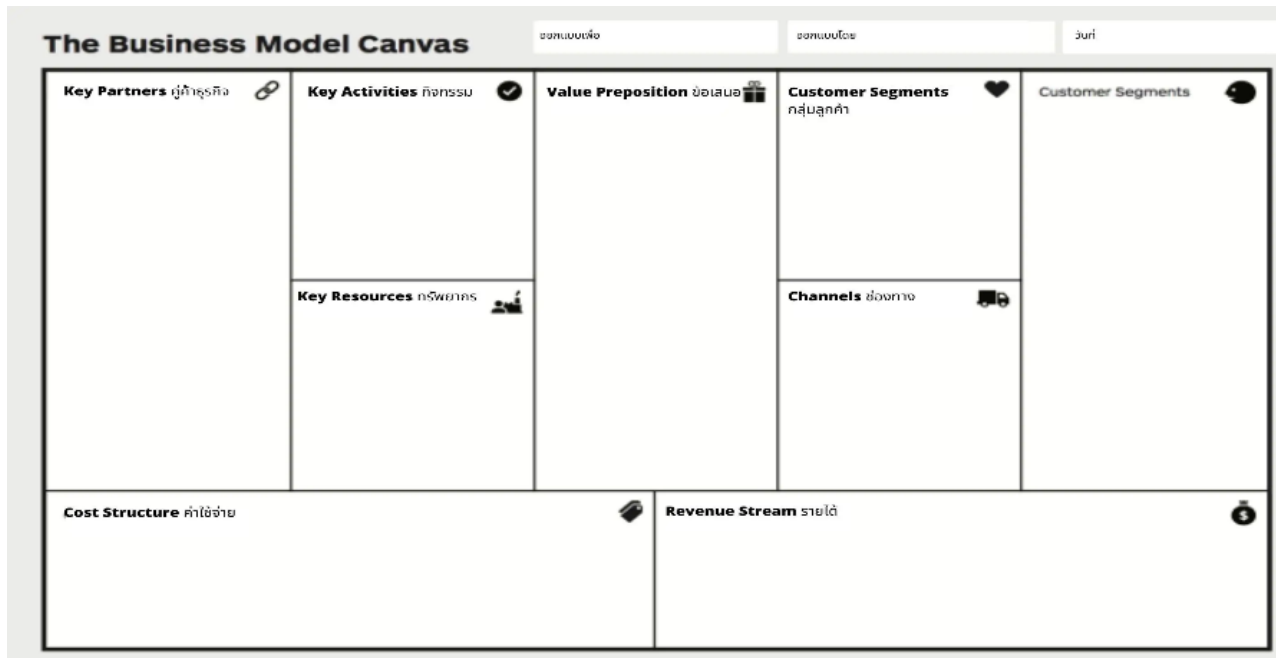 The Business Model Canvas
ออกแบบเพื่อ
ออกแบบโดย
วันที่
Key Partners คู่ค้าธุรกิจ
Key Activities กิจกรรม
Value Preposition ข้อเสนอ
Customer Segments
กลุ่มลูกค้า
Customer Segments
Key Resources ทรัพยากร
Channels ช่องทาง
Cost Structure ค่าใช้จ่าย
Revenue Stream รายได้